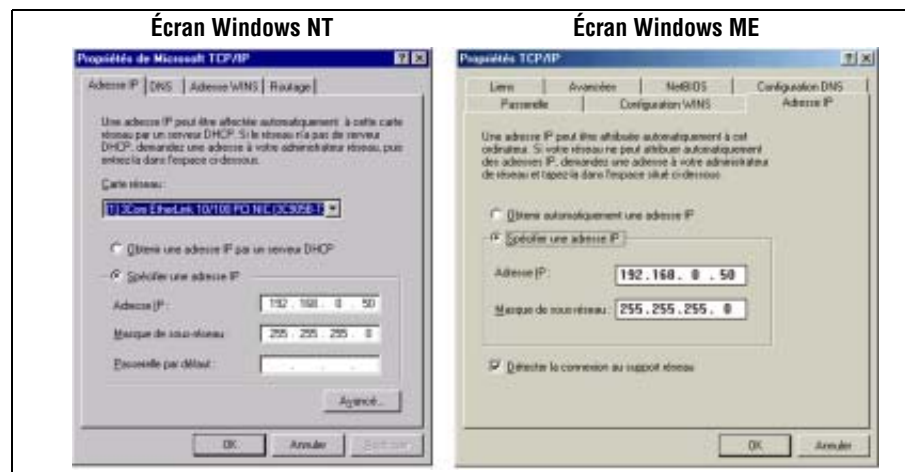 Écran Windows NT
Propriétés de Microsoft TCP/IP
Adresse IP DNS Adresse WINS Routage
Une adresse IP peut être affectée automatiquement à cette carte
réseau par un serveur DHCP. Si le réseau n'a pas de serveur
DHCP, demandez une adresse à votre administrateur réseau, puis
entrez-la dans l'espace ci-dessous.
Carte réseau :
[1] 3Com EtherLink 10/100 PCI NIC (3C905B-T
Obtenir une adresse IP par un serveur DHCP
Spécifier une adresse IP
Adresse IP : 192 . 168 . 0 . 50
Masque de sous-réseau : 255 . 255 . 255 . 0
Passerelle par défaut :
Avancé...
OK Annuler
Écran Windows ME
Propriétés TCP/IP
Liens Avancées NetBIOS Configuration DNS
Passerelle Configuration WINS Adresse IP
Une adresse IP peut être attribuée automatiquement à cet
ordinateur. Si votre réseau ne peut attribuer automatiquement
des adresses IP, demandez une adresse à votre administrateur
de réseau et tapez-la dans l'espace situé ci-dessous.
Obtenir automatiquement une adresse IP
Spécifier une adresse IP
Adresse IP : 192.168. 0 . 50
Masque de sous-réseau : 255.255.255. 0
Détecter la connexion au support réseau
OK Annuler